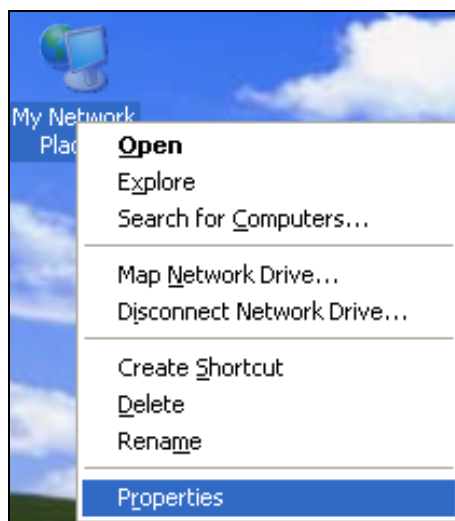 My Network
Plac
Open
Explore
Search for Computers...
Map Network Drive...
Disconnect Network Drive...
Create Shortcut
Delete
Rename
Properties